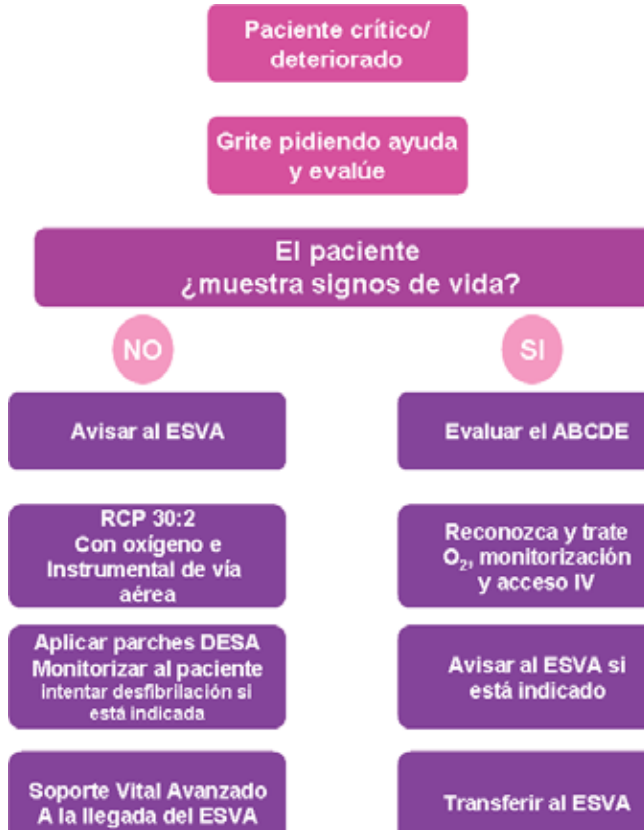 Paciente crítico/
deteriorado
Grite pidiendo ayuda
y evalúe
El paciente
¿muestra signos de vida?
NO
SI
Avisar al ESVA
Evaluar el ABCDE
RCP 30:2
Con oxígeno e
Instrumental de vía
aérea
Reconozca y trate
O₂, monitorización
y acceso IV
Aplicar parches DESA
Monitorizar al paciente
intentar desfibrilación si
está indicada
Avisar al ESVA si
está indicado
Soporte Vital Avanzado
A la llegada del ESVA
Transferir al ESVA